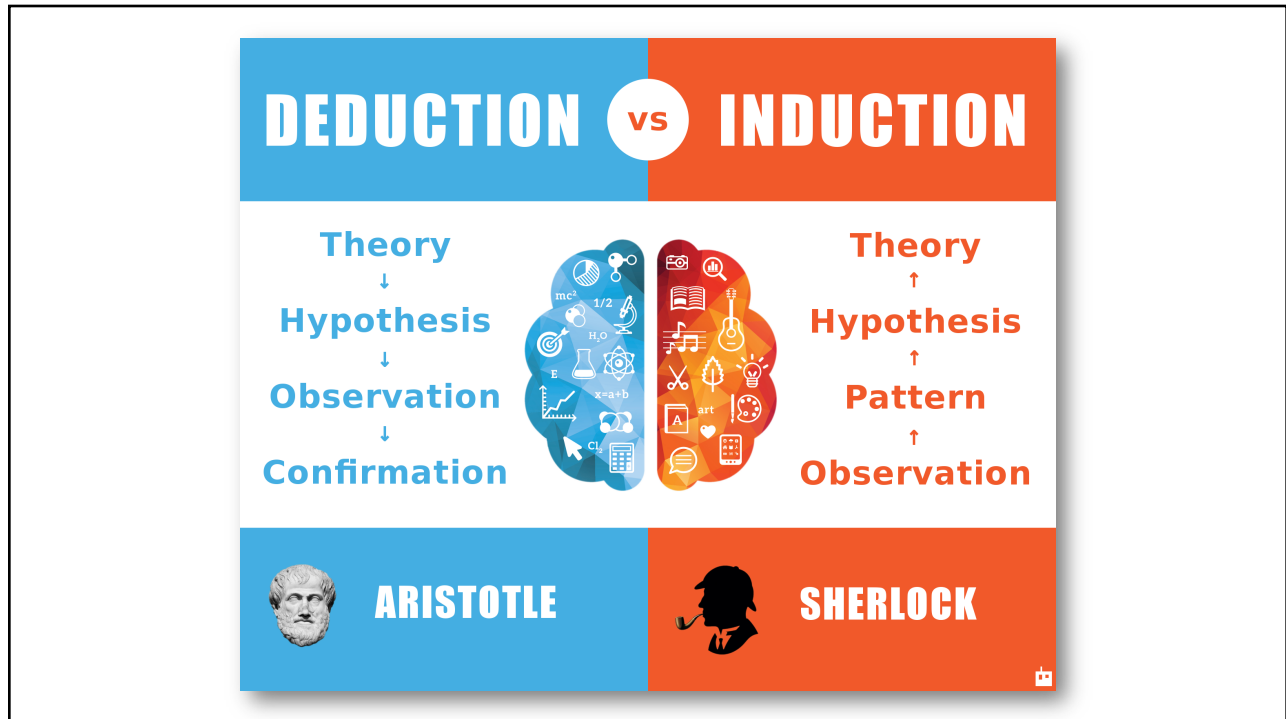 DEDUCTION vs INDUCTION
Theory
↓
Hypothesis
↓
Observation
↓
Confirmation
mc²
1/2
H₂O
E
x=a+b
Cl₂
A
art
Theory
↑
Hypothesis
↑
Pattern
↑
Observation
ARISTOTLE
SHERLOCK